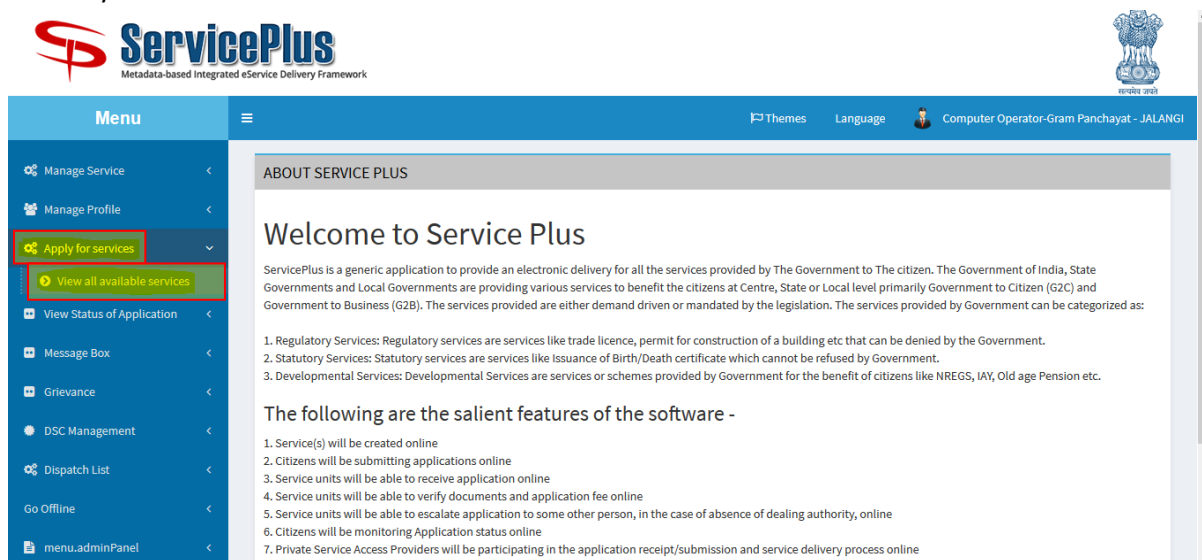 ServicePlus
Metadata-based Integrated eService Delivery Framework
सत्यमेव जयते
Menu
Themes Language Computer Operator-Gram Panchayat - JALANGI
Manage Service
Manage Profile
Apply for services
View all available services
View Status of Application
Message Box
Grievance
DSC Management
Dispatch List
Go Offline
menu.adminPanel
ABOUT SERVICE PLUS
Welcome to Service Plus
ServicePlus is a generic application to provide an electronic delivery for all the services provided by The Government to The citizen. The Government of India, State
Governments and Local Governments are providing various services to benefit the citizens at Centre, State or Local level primarily Government to Citizen (G2C) and
Government to Business (G2B). The services provided are either demand driven or mandated by the legislation. The services provided by Government can be categorized as:
1. Regulatory Services: Regulatory services are services like trade licence, permit for construction of a building etc that can be denied by the Government.
2. Statutory Services: Statutory services are services like Issuance of Birth/Death certificate which cannot be refused by Government.
3. Developmental Services: Developmental Services are services or schemes provided by Government for the benefit of citizens like NREGS, IAY, Old age Pension etc.
The following are the salient features of the software -
1. Service(s) will be created online
2. Citizens will be submitting applications online
3. Service units will be able to receive application online
4. Service units will be able to verify documents and application fee online
5. Service units will be able to escalate application to some other person, in the case of absence of dealing authority, online
6. Citizens will be monitoring Application status online
7. Private Service Access Providers will be participating in the application receipt/submission and service delivery process online